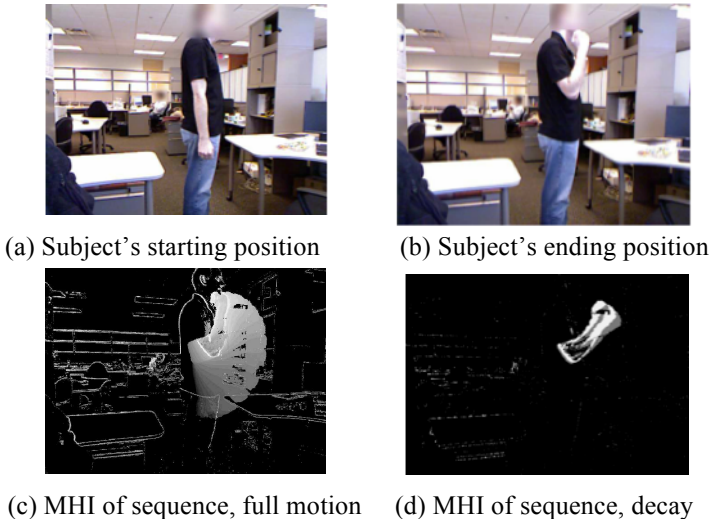 (a) Subject's starting position
(b) Subject's ending position
(c) MHI of sequence, full motion
(d) MHI of sequence, decay